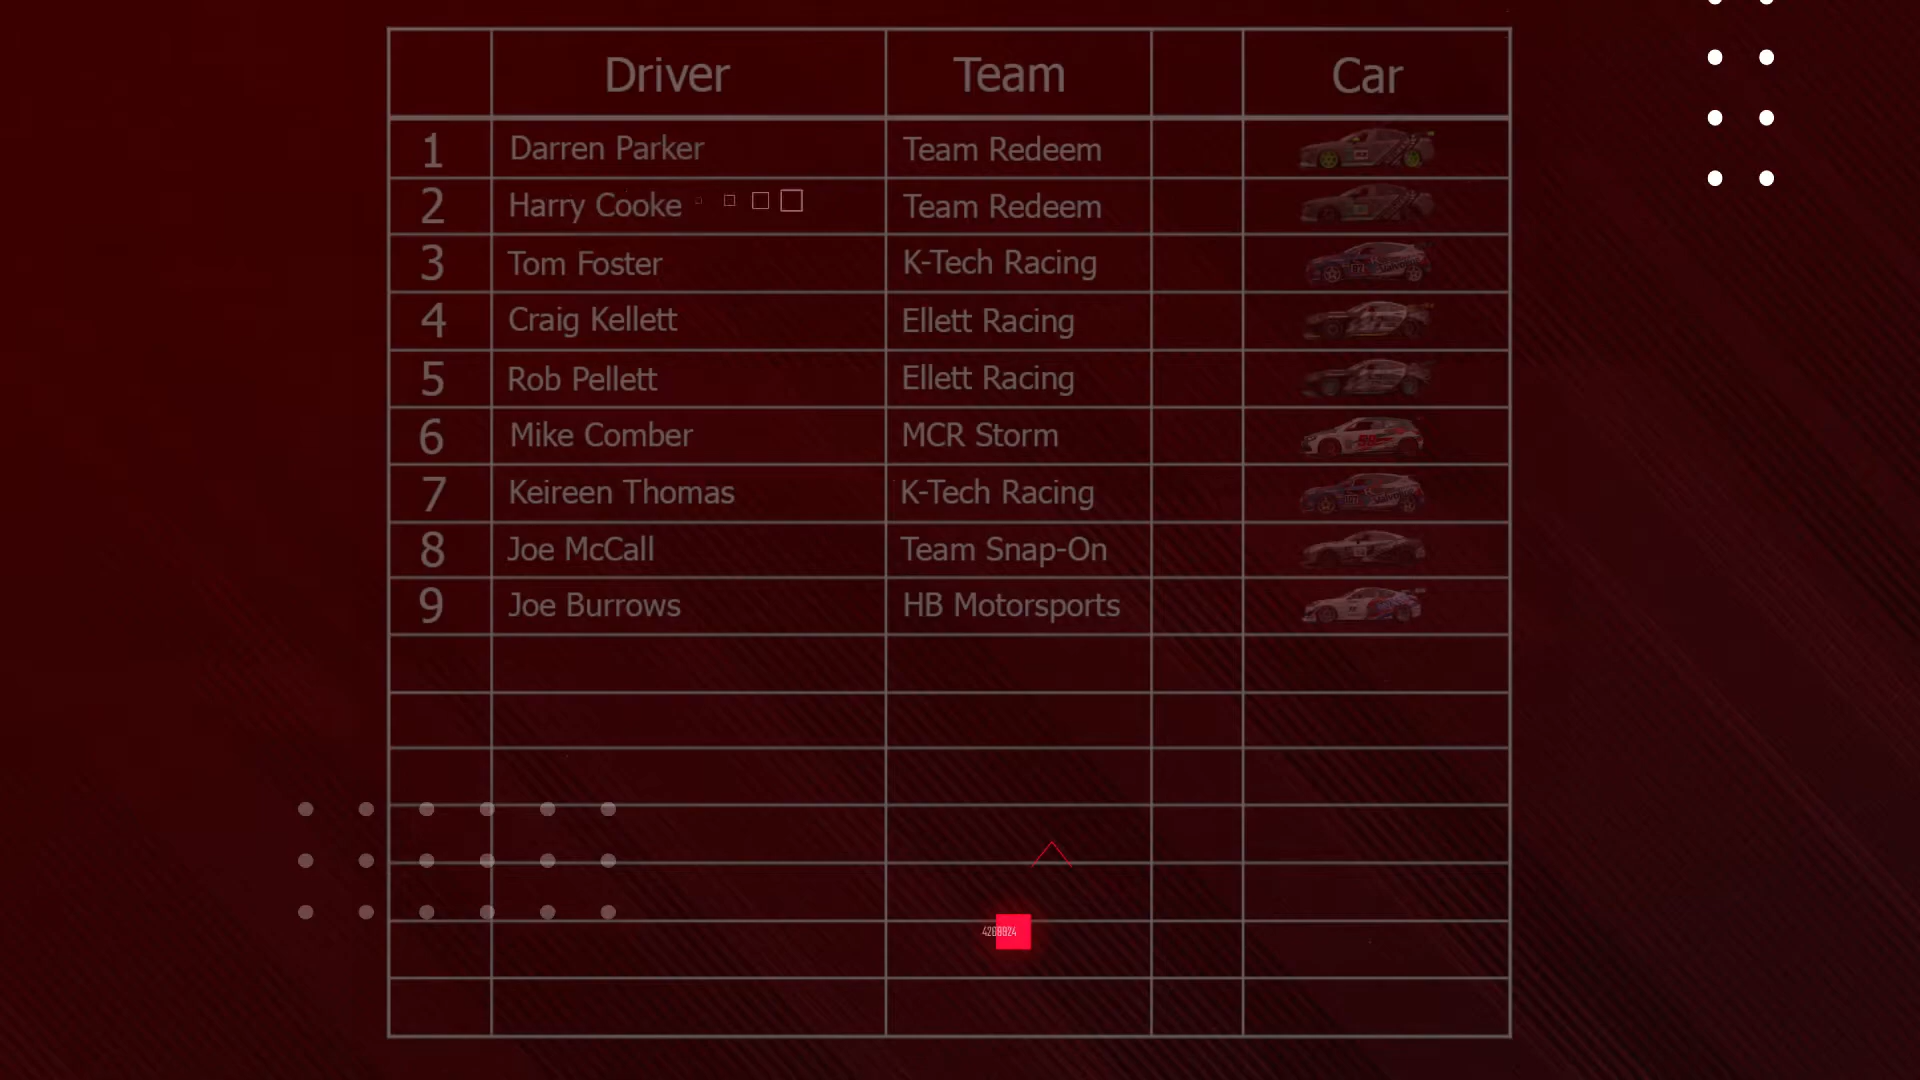 Driver Team Car
1 Darren Parker Team Redeem
2 Harry Cooke Team Redeem
3 Tom Foster K-Tech Racing
4 Craig Kellett Ellett Racing
5 Rob Pellett Ellett Racing
6 Mike Comber MCR Storm
7 Keireen Thomas K-Tech Racing
8 Joe McCall Team Snap-On
9 Joe Burrows HB Motorsports